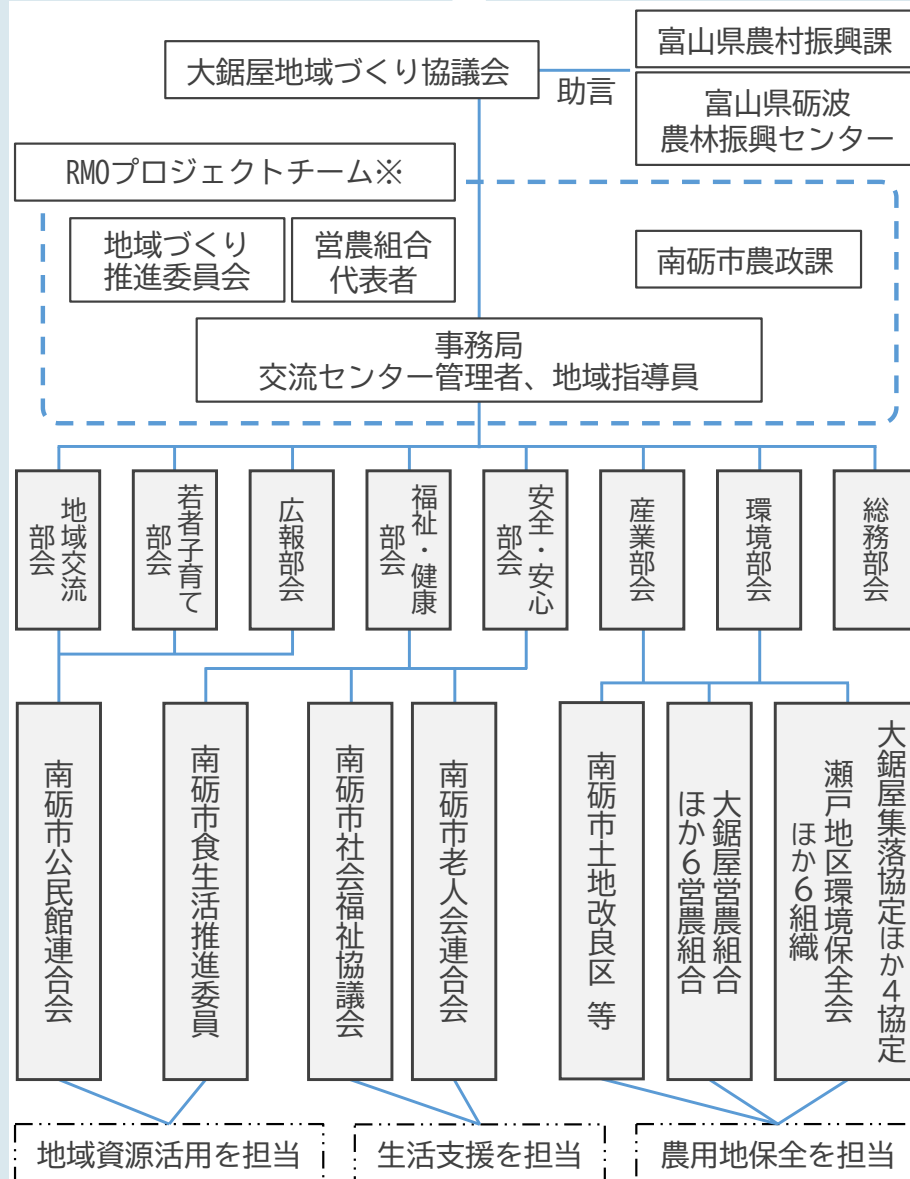 大鋸屋地域づくり協議会
助言
富山県農村振興課
富山県砺波
農林振興センター
RMOプロジェクトチーム※
地域づくり
推進委員会
営農組合
代表者
南砺市農政課
事務局
交流センター管理者、地域指導員
地域交流
部会
若者子育て
部会
広報部会
福祉・健康
部会
安全・安心
部会
産業部会
環境部会
総務部会
南砺市公民館連合会
南砺市食生活推進委員
南砺市社会福祉協議会
南砺市老人会連合会
南砺市土地改良区 等
大鋸屋営農組合
ほか6営農組合
大鋸屋集落協定ほか4協定
瀬戸地区環境保全会
ほか6組織
地域資源活用を担当
生活支援を担当
農用地保全を担当